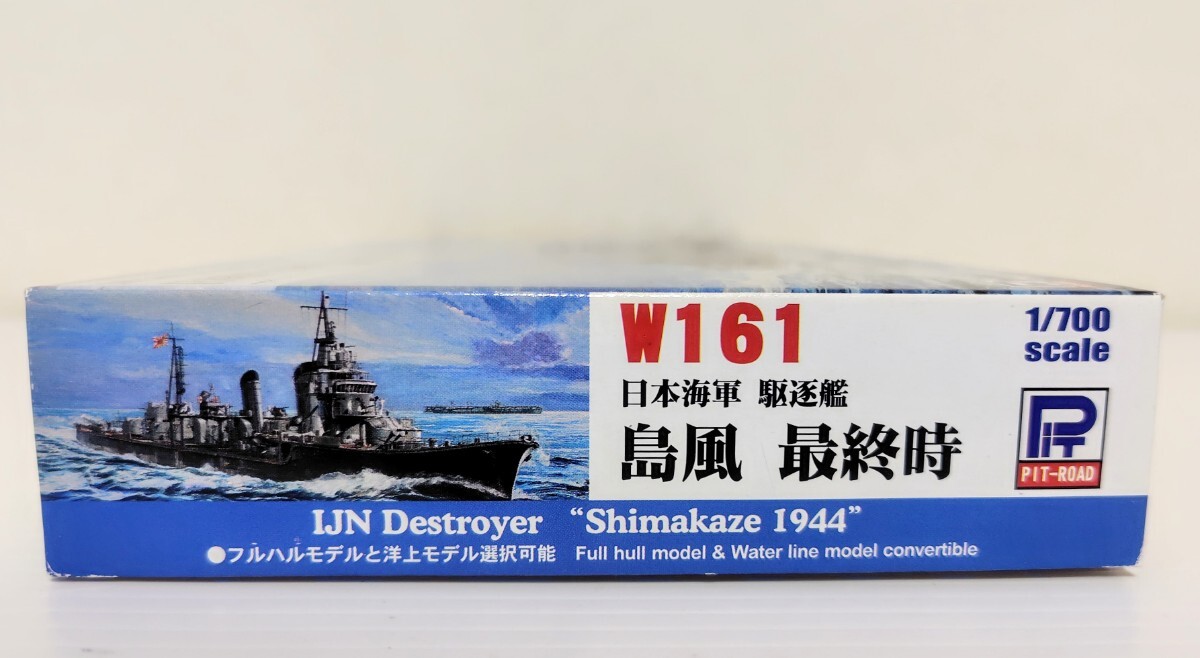 W161
1/700
scale
日本海軍 駆逐艦
島風 最終時
PIT
PIT-ROAD
IJN Destroyer "Shimakaze 1944"
●フルハルモデルと洋上モデル選択可能 Full hull model & Water line model convertible